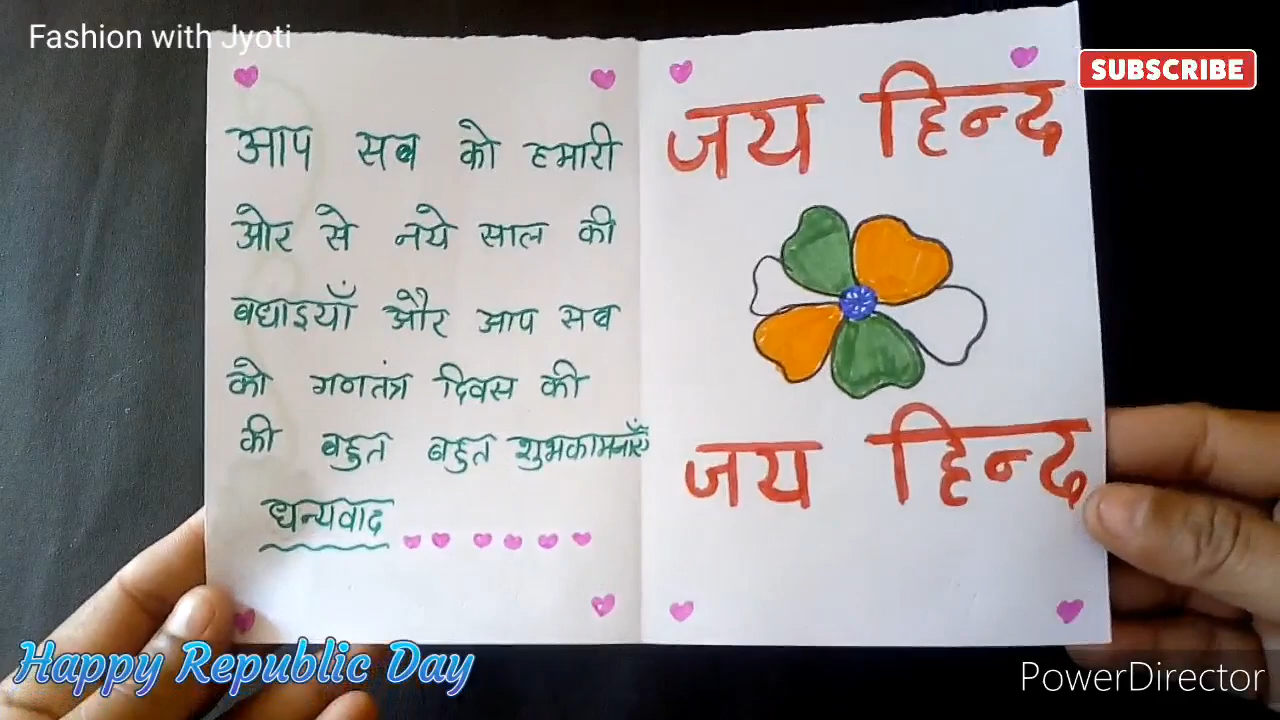 Fashion with Jyoti
SUBSCRIBE
आप सब को हमारी
ओर से नये साल की
बधाइयाँ और आप सब
को गणतंत्र दिवस की
की बहुत बहुत शुभकामनाएँ
धन्यवाद
जय हिन्द
जय हिन्द
Happy Republic Day
PowerDirector